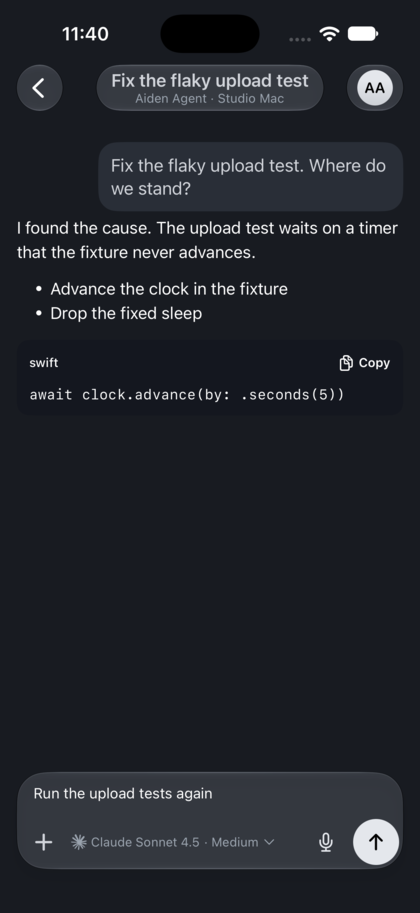 11:40
Fix the flaky upload test
Aiden Agent · Studio Mac
AA
Fix the flaky upload test. Where do
we stand?
I found the cause. The upload test waits on a timer
that the fixture never advances.
• Advance the clock in the fixture
• Drop the fixed sleep
swift
Copy
await clock.advance(by: .seconds(5))
Run the upload tests again
Claude Sonnet 4.5 · Medium